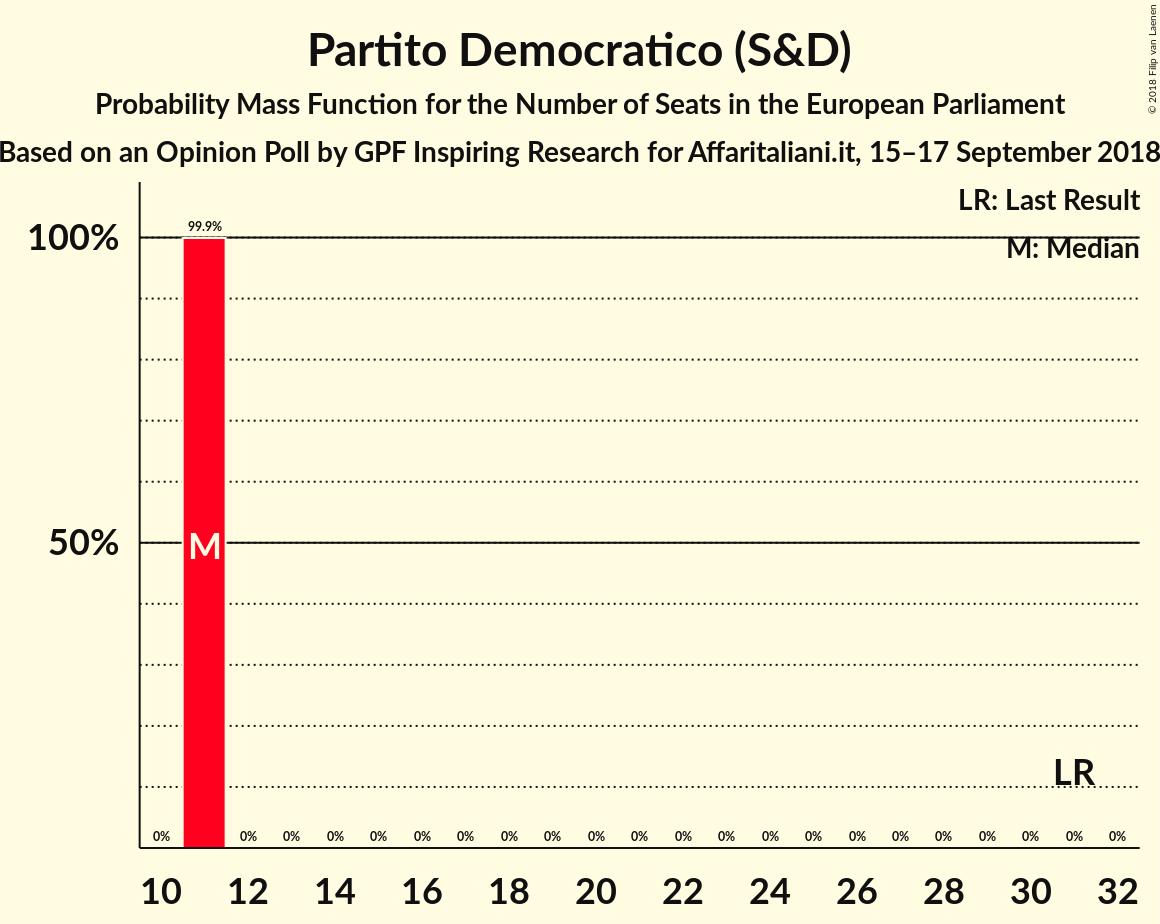 Partito Democratico (S&D)
Probability Mass Function for the Number of Seats in the European Parliament
Based on an Opinion Poll by GPF Inspiring Research for Affaritaliani.it, 15–17 September 2018
© 2018 Filip van Laenen
LR: Last Result
M: Median
99.9%
100%
50%
M
LR
0% 0% 0% 0% 0% 0% 0% 0% 0% 0% 0% 0% 0% 0% 0% 0% 0% 0% 0% 0% 0% 0%
10 12 14 16 18 20 22 24 26 28 30 32